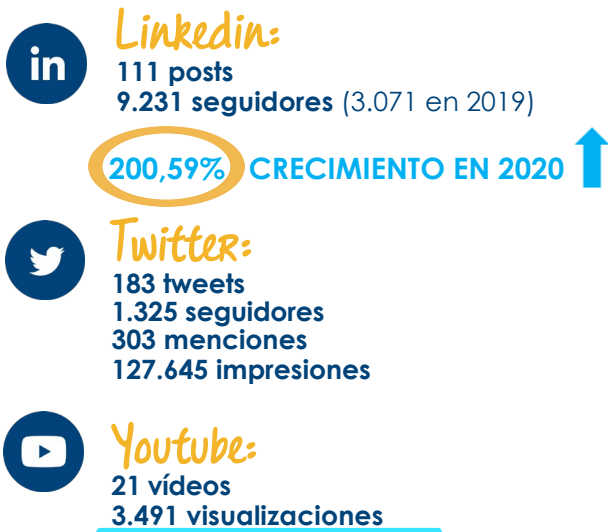 in
Linkedin:
111 posts
9.231 seguidores (3.071 en 2019)
200,59% CRECIMIENTO EN 2020
Twitter:
183 tweets
1.325 seguidores
303 menciones
127.645 impresiones
Youtube:
21 vídeos
3.491 visualizaciones